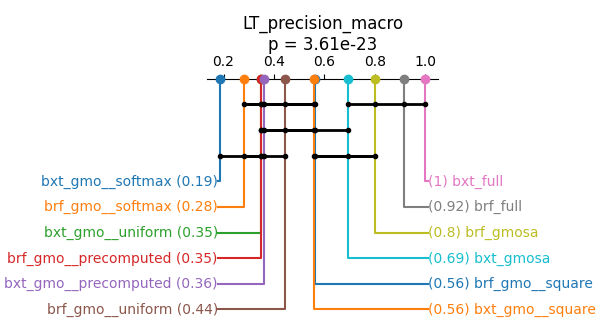 LT_precision_macro
p = 3.61e-23
0.2 0.4 0.6 0.8 1.0
bxt_gmo__softmax (0.19)
(1) bxt_full
brf_gmo__softmax (0.28)
(0.92) brf_full
bxt_gmo__uniform (0.35)
(0.8) brf_gmosa
brf_gmo__precomputed (0.35)
(0.69) bxt_gmosa
bxt_gmo__precomputed (0.36)
(0.56) brf_gmo__square
brf_gmo__uniform (0.44)
(0.56) bxt_gmo__square